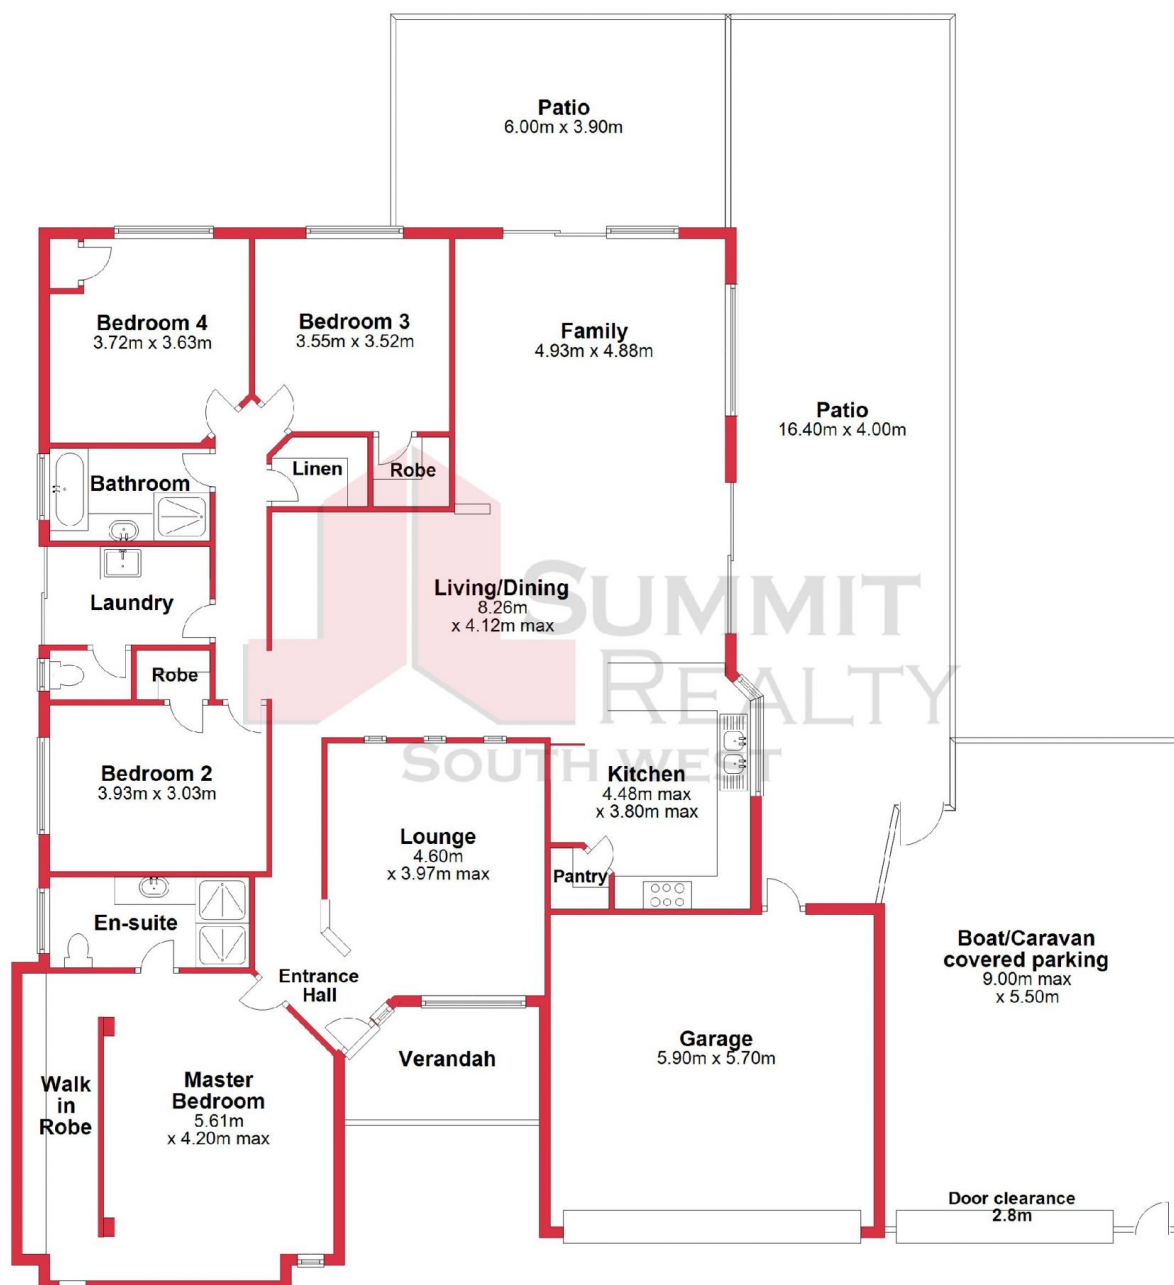 Patio
6.00m x 3.90m
Bedroom 4
3.72m x 3.63m
Bedroom 3
3.55m x 3.52m
Family
4.93m x 4.88m
Patio
16.40m x 4.00m
Bathroom
Linen
Robe
Laundry
Living/Dining
8.26m
x 4.12m max
SUMMIT
REALTY
SOUTH WEST
Robe
Bedroom 2
3.93m x 3.03m
Kitchen
4.48m max
x 3.80m max
Lounge
4.60m
x 3.97m max
Pantry
En-suite
Entrance
Hall
Boat/Caravan
covered parking
9.00m max
x 5.50m
Verandah
Garage
5.90m x 5.70m
Walk
in
Robe
Master
Bedroom
5.61m
x 4.20m max
Door clearance
2.8m